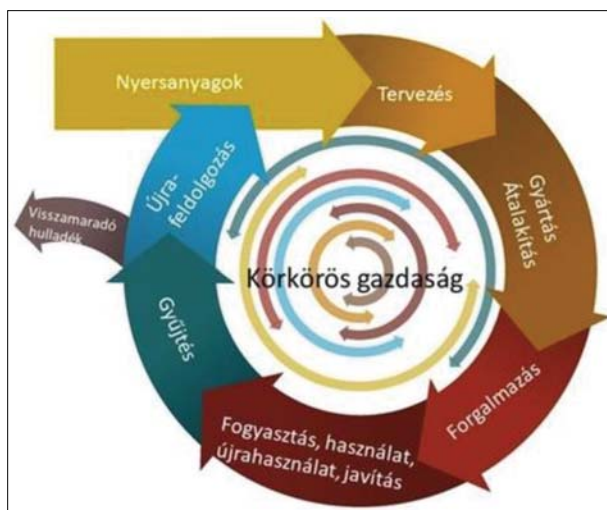 Nyersanyagok
Tervezés
Gyártás
Átalakítás
Forgalmazás
Fogyasztás, használat,
újrahasználat, javítás
Gyűjtés
Visszamaradó
hulladék
Újra-
feldolgozás
Körkörös gazdaság